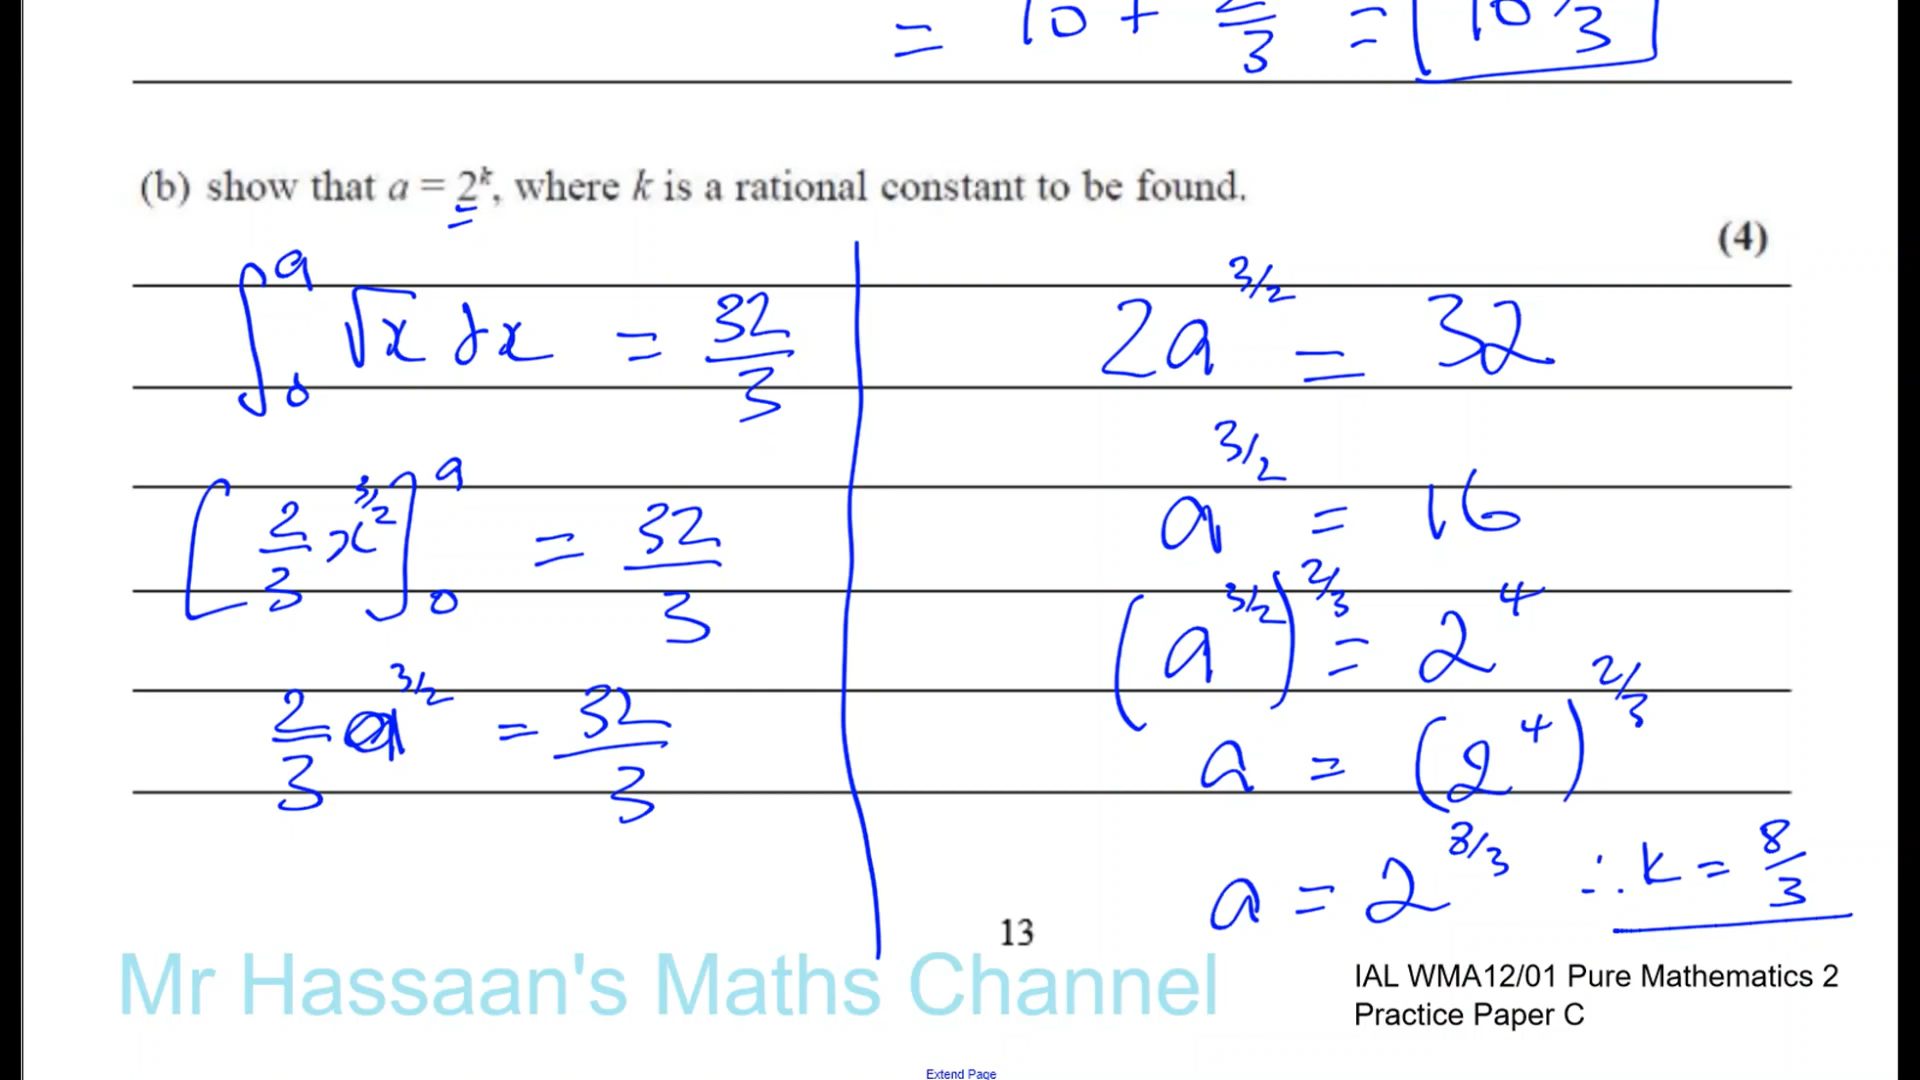 = 10 + 2/3 = 10 2/3
(b) show that a = 2^k, where k is a rational constant to be found.
(4)
∫_0^a √x dx = 32/3
[2/3 x^3/2]_0^a = 32/3
2/3 a^3/2 = 32/3
2a^3/2 = 32
a^3/2 = 16
(a^3/2)^2/3 = 2^4
a = (2^4)^2/3
a = 2^8/3 ∴ k = 8/3
13
Mr Hassaan's Maths Channel
IAL WMA12/01 Pure Mathematics 2
Practice Paper C
Extend Page